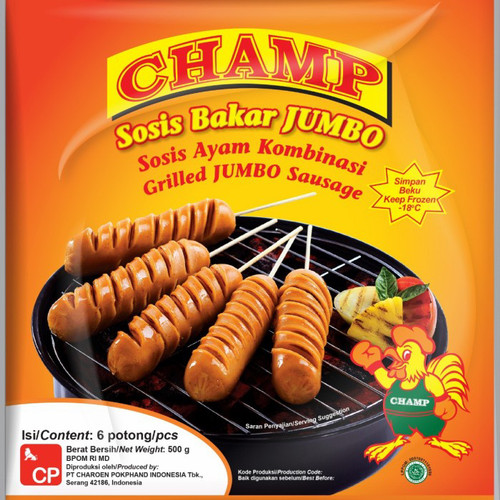 CHAMP
Sosis Bakar JUMBO
Sosis Ayam Kombinasi
Grilled JUMBO Sausage
Simpan
Beku
Keep Frozen
-18°C
CHAMP
Saran Penyajian/Serving Suggestion
Isi/Content: 6 potong/pcs
Berat Bersih/Net Weight: 500 g
BPOM RI MD
Diproduksi oleh/Produced by:
PT CHAROEN POKPHAND INDONESIA Tbk.,
Serang 42186, Indonesia
CP
Kode Produksi/Production Code:
Baik digunakan sebelum/Best Before: